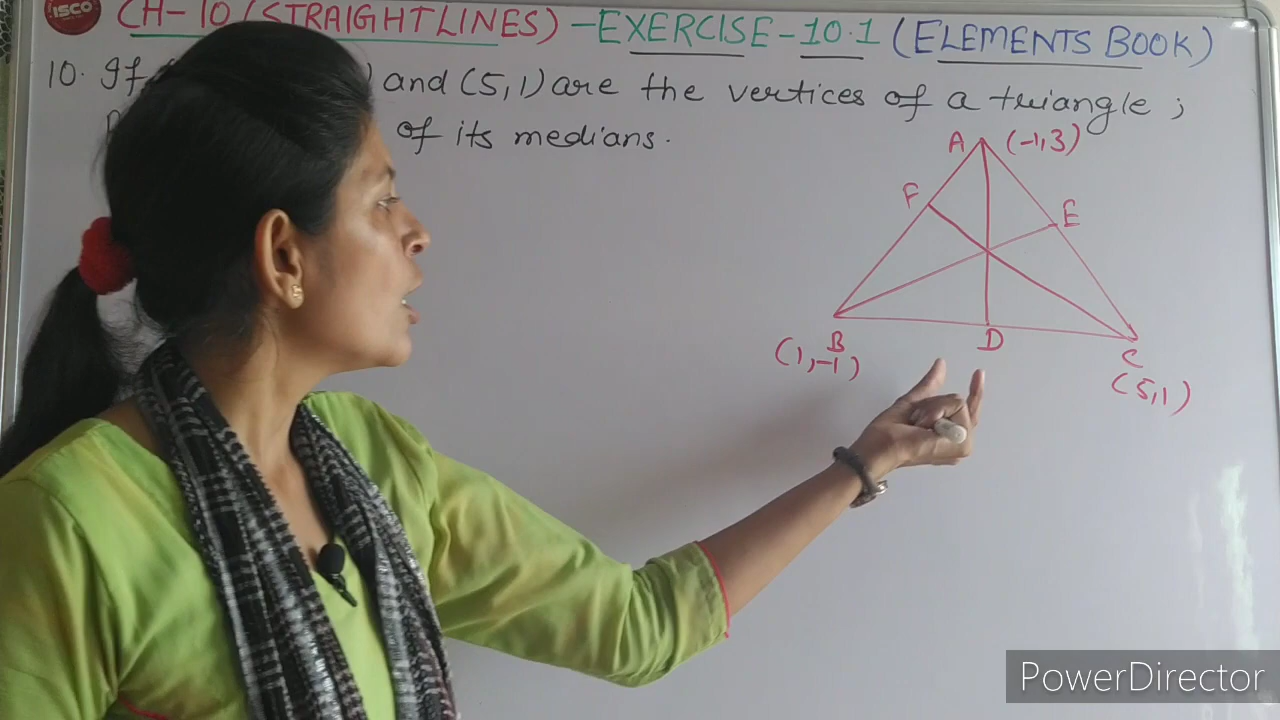 ISCO
CH-10 (STRAIGHT LINES) - EXERCISE - 10.1 (ELEMENTS BOOK)
10. If ) and (5,1) are the vertices of a triangle ;
of its medians.
A (-1,3)
F
E
B
D
C
(1,-1)
(5,1)
PowerDirector